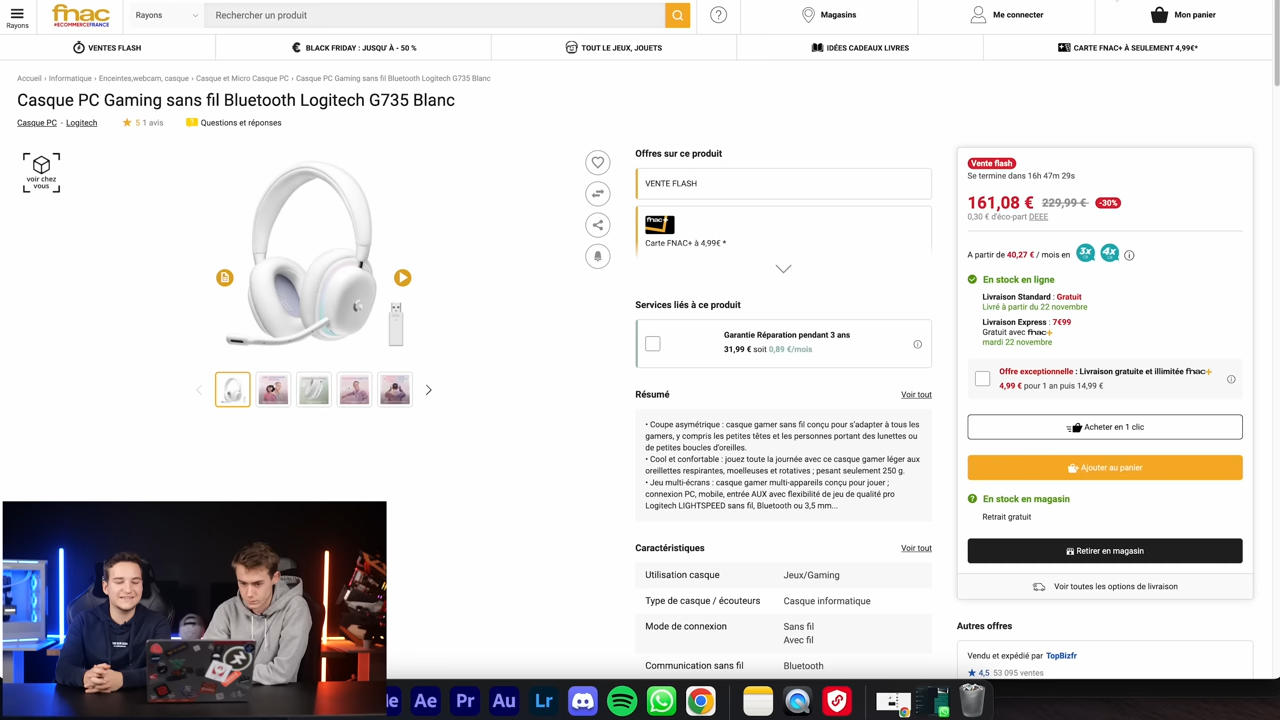 Rayons
fnac
#ECOMMERCEFRANCE
Rayons
Rechercher un produit
?
Magasins
Me connecter
Mon panier
VENTES FLASH
BLACK FRIDAY : JUSQU'À - 50 %
TOUT LE JEUX, JOUETS
IDÉES CADEAUX LIVRES
CARTE FNAC+ À SEULEMENT 4,99€*
Accueil › Informatique › Enceintes,webcam, casque › Casque et Micro Casque PC › Casque PC Gaming sans fil Bluetooth Logitech G735 Blanc
Casque PC Gaming sans fil Bluetooth Logitech G735 Blanc
Casque PC - Logitech
5 1 avis
Questions et réponses
voir chez
vous
Offres sur ce produit
VENTE FLASH
fnac+
Carte FNAC+ à 4,99€ *
Services liés à ce produit
Garantie Réparation pendant 3 ans
31,99 € soit 0,89 €/mois
Résumé
Voir tout
• Coupe asymétrique : casque gamer sans fil conçu pour s'adapter à tous les
gamers, y compris les petites têtes et les personnes portant des lunettes ou
de petites boucles d'oreilles.
• Cool et confortable : jouez toute la journée avec ce casque gamer léger aux
oreillettes respirantes, moelleuses et rotatives ; pesant seulement 250 g.
• Jeu multi-écrans : casque gamer multi-appareils conçu pour jouer ;
connexion PC, mobile, entrée AUX avec flexibilité de jeu de qualité pro
Logitech LIGHTSPEED sans fil, Bluetooth ou 3,5 mm...
Caractéristiques
Voir tout
Utilisation casque
Jeux/Gaming
Type de casque / écouteurs
Casque informatique
Mode de connexion
Sans fil
Avec fil
Communication sans fil
Bluetooth
Vente flash
Se termine dans 16h 47m 29s
161,08 € 229,99 € -30%
0,30 € d'éco-part DEEE
A partir de 40,27 € / mois en 3x 4x
En stock en ligne
Livraison Standard : Gratuit
Livré à partir du 22 novembre
Livraison Express : 7€99
Gratuit avec fnac+
mardi 22 novembre
Offre exceptionnelle : Livraison gratuite et illimitée fnac+
4,99 € pour 1 an puis 14,99 €
Acheter en 1 clic
Ajouter au panier
En stock en magasin
Retrait gratuit
Retirer en magasin
Voir toutes les options de livraison
Autres offres
Vendu et expédié par TopBizfr
4,5 53 095 ventes
Ae
Pr
Au
Lr